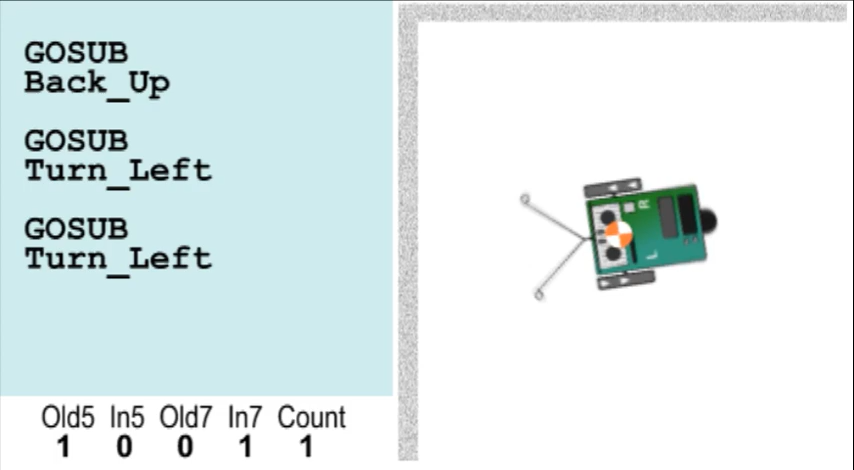 GOSUB
Back_Up
GOSUB
Turn_Left
GOSUB
Turn_Left
Old5 In5 Old7 In7 Count
1 0 0 1 1
R
L